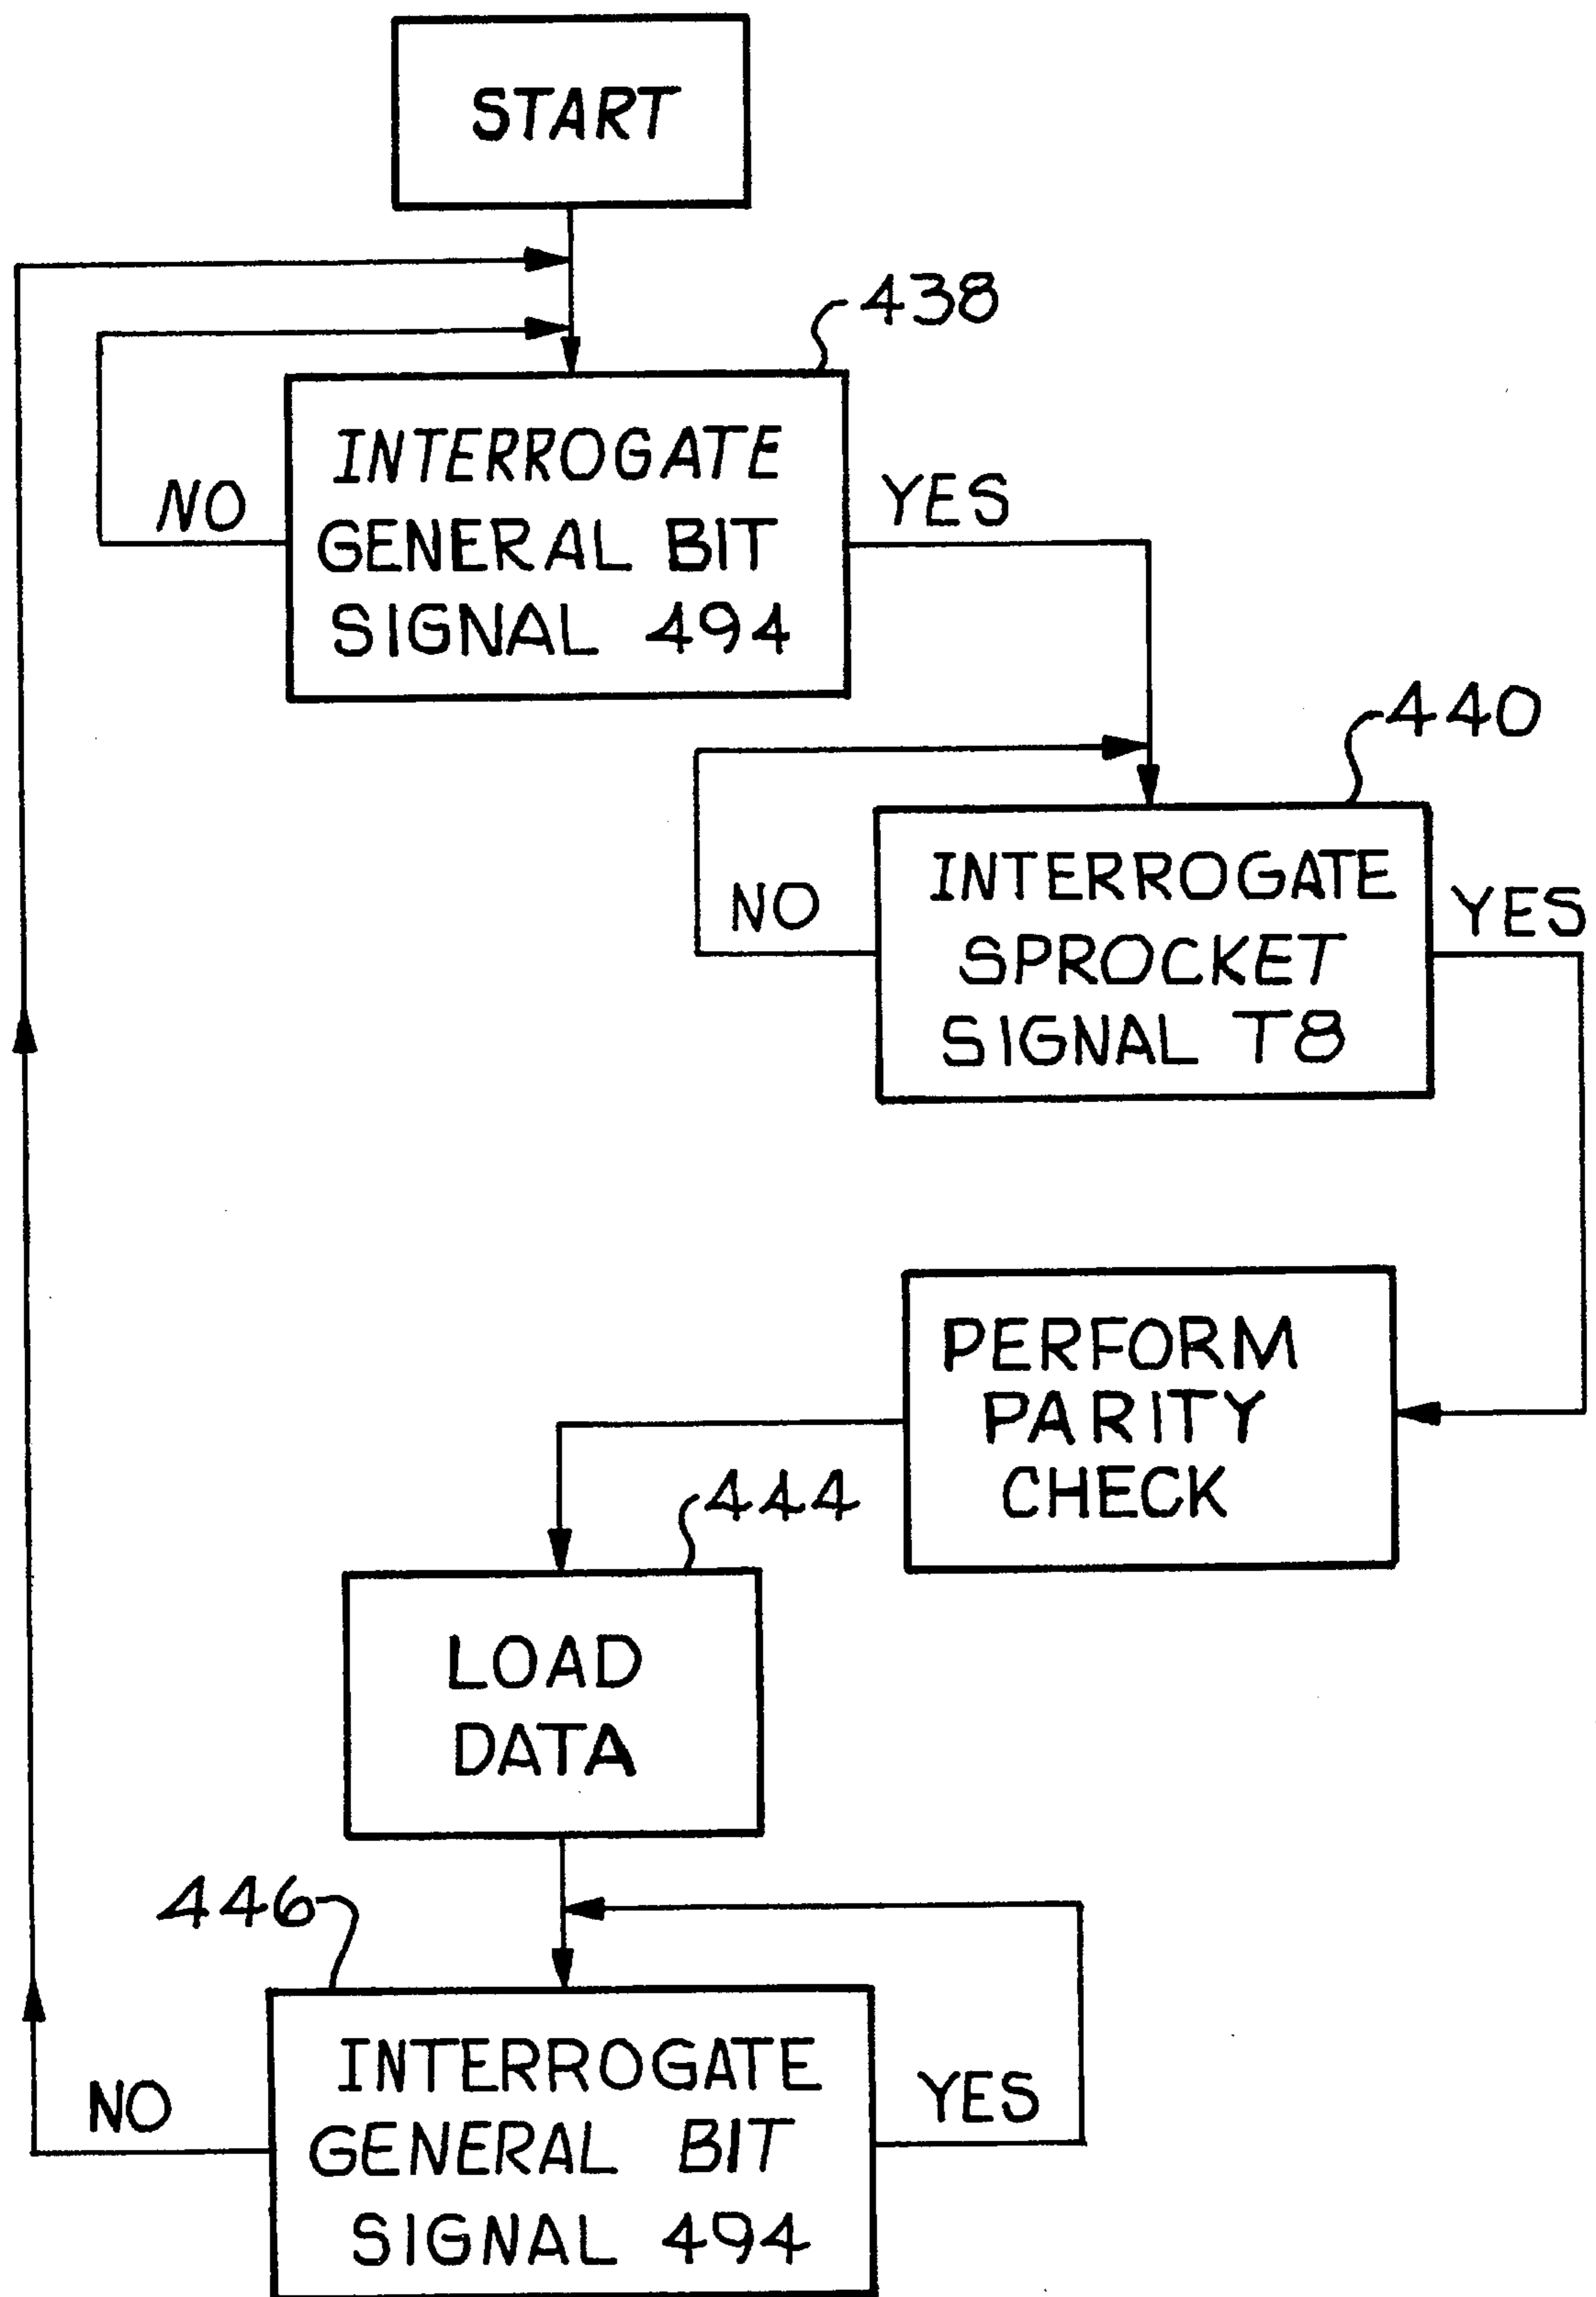 START
438
INTERROGATE
GENERAL BIT
SIGNAL 494
NO
YES
440
INTERROGATE
SPROCKET
SIGNAL T8
NO
YES
PERFORM
PARITY
CHECK
444
LOAD
DATA
446
INTERROGATE
GENERAL BIT
SIGNAL 494
NO
YES